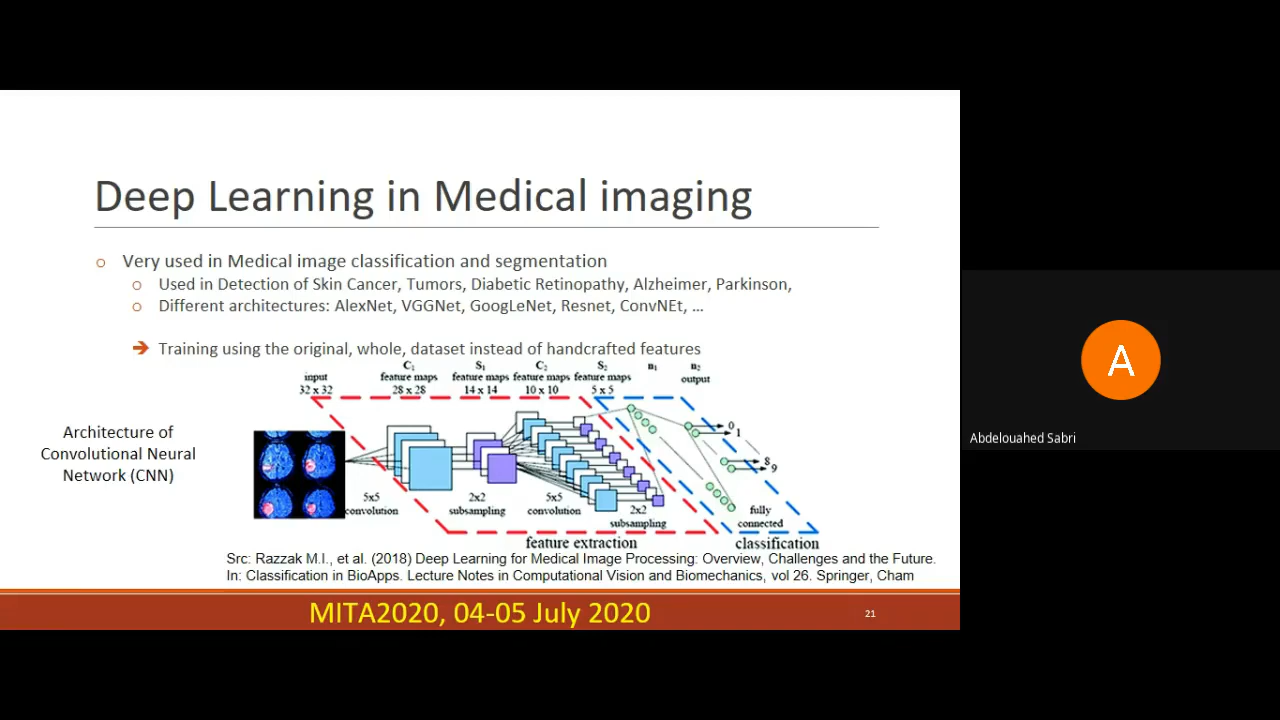 Deep Learning in Medical imaging
Very used in Medical image classification and segmentation
Used in Detection of Skin Cancer, Tumors, Diabetic Retinopathy, Alzheimer, Parkinson,
Different architectures: AlexNet, VGGNet, GoogLeNet, Resnet, ConvNEt, ...
Training using the original, whole, dataset instead of handcrafted features
C1 S1 C2 S2 n1 n2
input feature maps feature maps feature maps feature maps output
32 x 32 28 x 28 14 x 14 10 x 10 5 x 5
0
1
8
9
Architecture of
Convolutional Neural
Network (CNN)
5x5 2x2 5x5 2x2 fully
convolution subsampling convolution subsampling connected
feature extraction classification
Src: Razzak M.I., et al. (2018) Deep Learning for Medical Image Processing: Overview, Challenges and the Future.
In: Classification in BioApps. Lecture Notes in Computational Vision and Biomechanics, vol 26. Springer, Cham
MITA2020, 04-05 July 2020
21
A
Abdelouahed Sabri